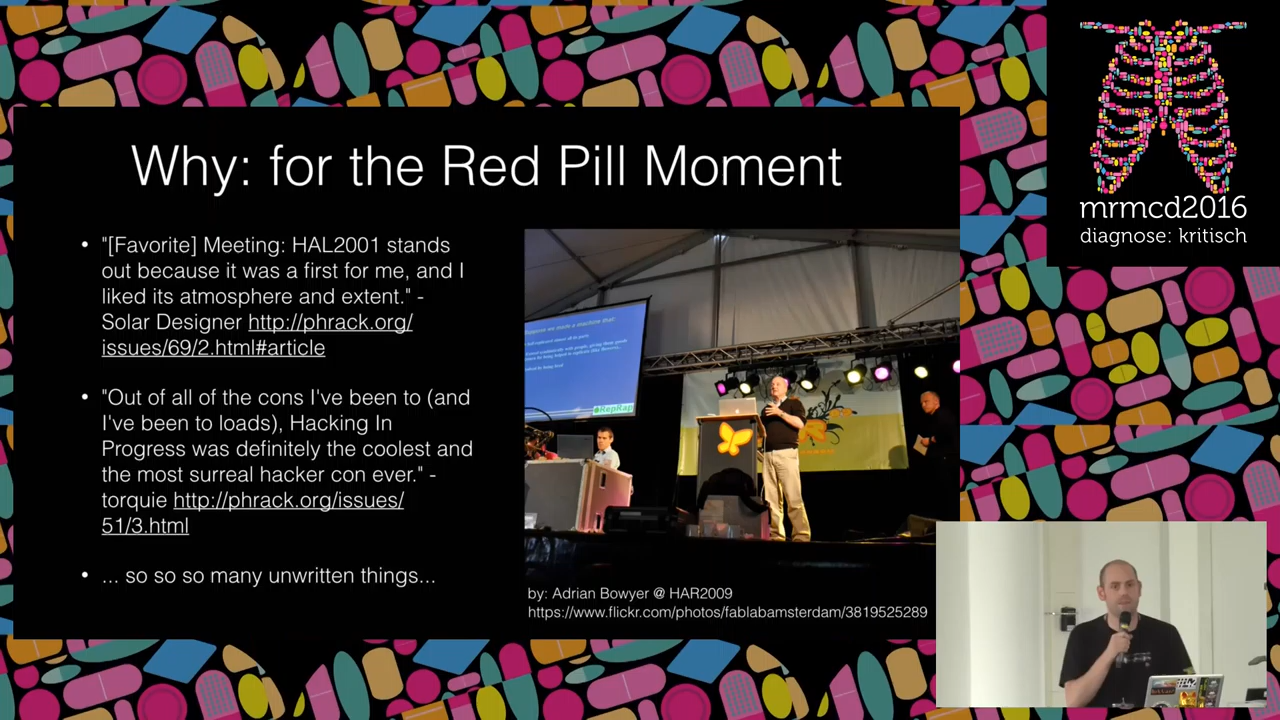 Why: for the Red Pill Moment
• "[Favorite] Meeting: HAL2001 stands
out because it was a first for me, and I
liked its atmosphere and extent." -
Solar Designer http://phrack.org/
issues/69/2.html#article
• "Out of all of the cons I've been to (and
I've been to loads), Hacking In
Progress was definitely the coolest and
the most surreal hacker con ever." -
torquie http://phrack.org/issues/
51/3.html
• ... so so so many unwritten things...
RepRap
by: Adrian Bowyer @ HAR2009
https://www.flickr.com/photos/fablabamsterdam/3819525289
mrmcd2016
diagnose: kritisch